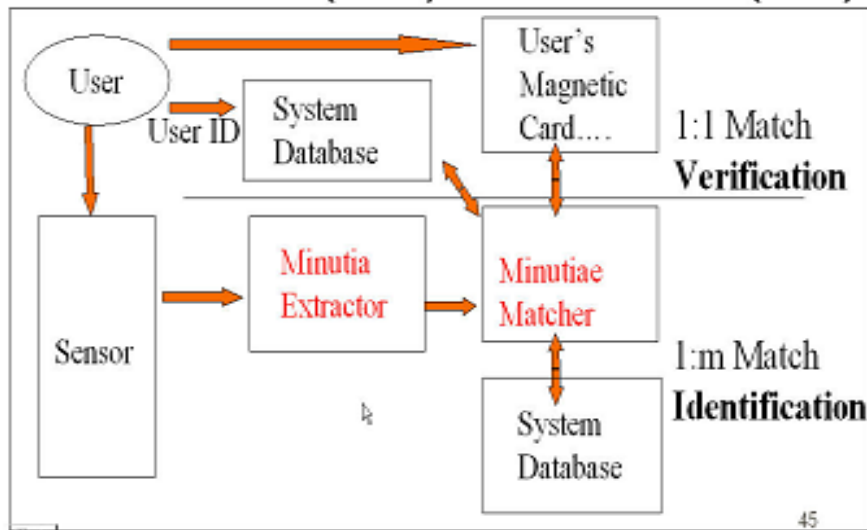 User
User ID
System
Database
User's
Magnetic
Card....
1:1 Match
Verification
Sensor
Minutia
Extractor
Minutiae
Matcher
1:m Match
Identification
System
Database
45